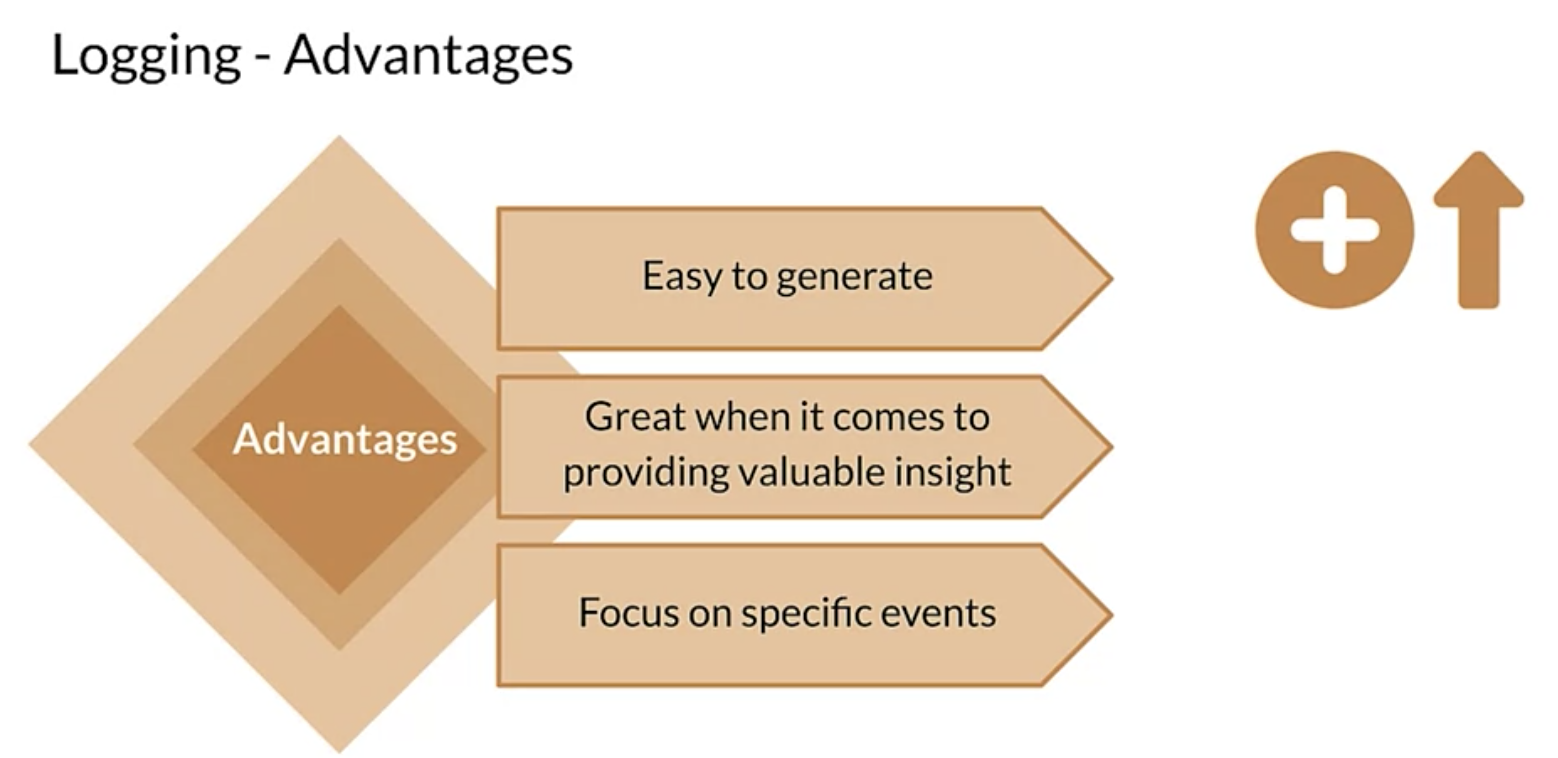 Logging - Advantages
Advantages
Easy to generate
Great when it comes to
providing valuable insight
Focus on specific events